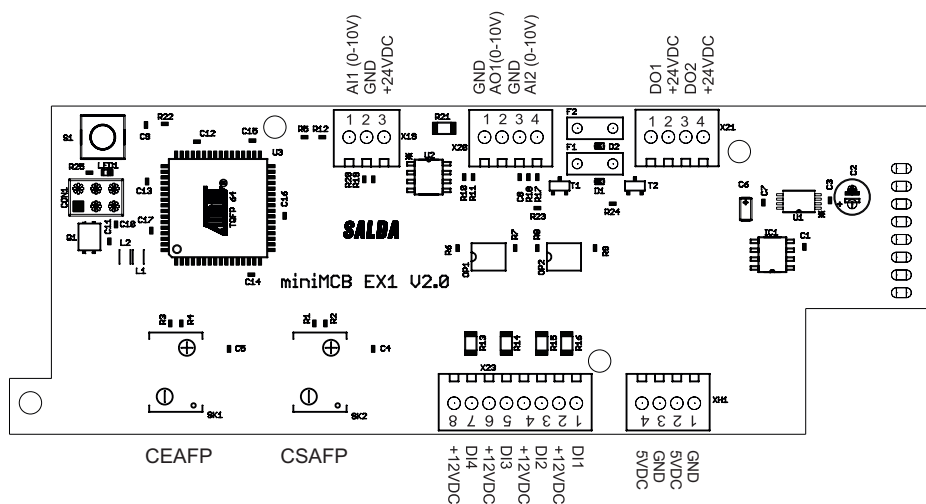 AI1 (0-10V)
GND
+24VDC
GND
AO1(0-10V)
GND
AI2 (0-10V)
DO1
+24VDC
DO2
+24VDC
S1
C9
R22
C12
C15
R5 R12
1 2 3
X19
R21
1 2 3 4
X20
F2
F1
D2
1 2 3 4
X21
R25
LED1
CON1
C13
U3
TQFP 64
C16
R20
R19
U2
R10
R11
C8
R18
R17
R23
T1
D1
T2
R24
C6
C7
U1
C3
C2
Q1
C11
C10
C17
L2
L1
C14
SALDA
miniMCB EX1 V2.0
R6
OP1
R7
R9
OP2
R8
IC1
C1
R3
R4
C5
SK1
R1
R2
C4
SK2
R13
R14
R15
R16
X23
8 7 6 5 4 3 2 1
XH1
4 3 2 1
CEAFP
CSAFP
+12VDC
DI4
+12VDC
DI3
+12VDC
DI2
+12VDC
DI1
5VDC
GND
5VDC
GND